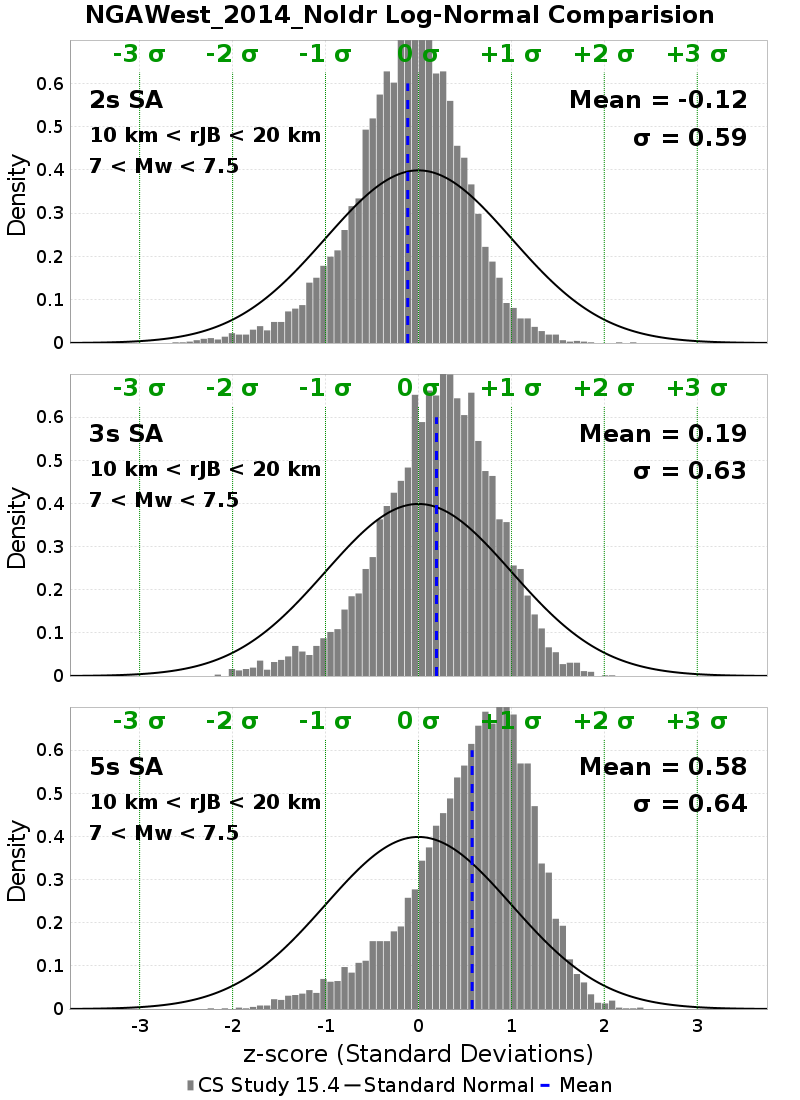 NGAWest_2014_NoIdr Log-Normal Comparision
-3 σ -2 σ -1 σ 0 σ +1 σ +2 σ +3 σ
2s SA Mean = -0.12
10 km < rJB < 20 km σ = 0.59
7 < Mw < 7.5
Density
0.6
0.5
0.4
0.3
0.2
0.1
0
-3 σ -2 σ -1 σ 0 σ +1 σ +2 σ +3 σ
3s SA Mean = 0.19
10 km < rJB < 20 km σ = 0.63
7 < Mw < 7.5
Density
0.6
0.5
0.4
0.3
0.2
0.1
0
-3 σ -2 σ -1 σ 0 σ +1 σ +2 σ +3 σ
5s SA Mean = 0.58
10 km < rJB < 20 km σ = 0.64
7 < Mw < 7.5
Density
0.6
0.5
0.4
0.3
0.2
0.1
0
-3 -2 -1 0 1 2 3
z-score (Standard Deviations)
CS Study 15.4 Standard Normal Mean